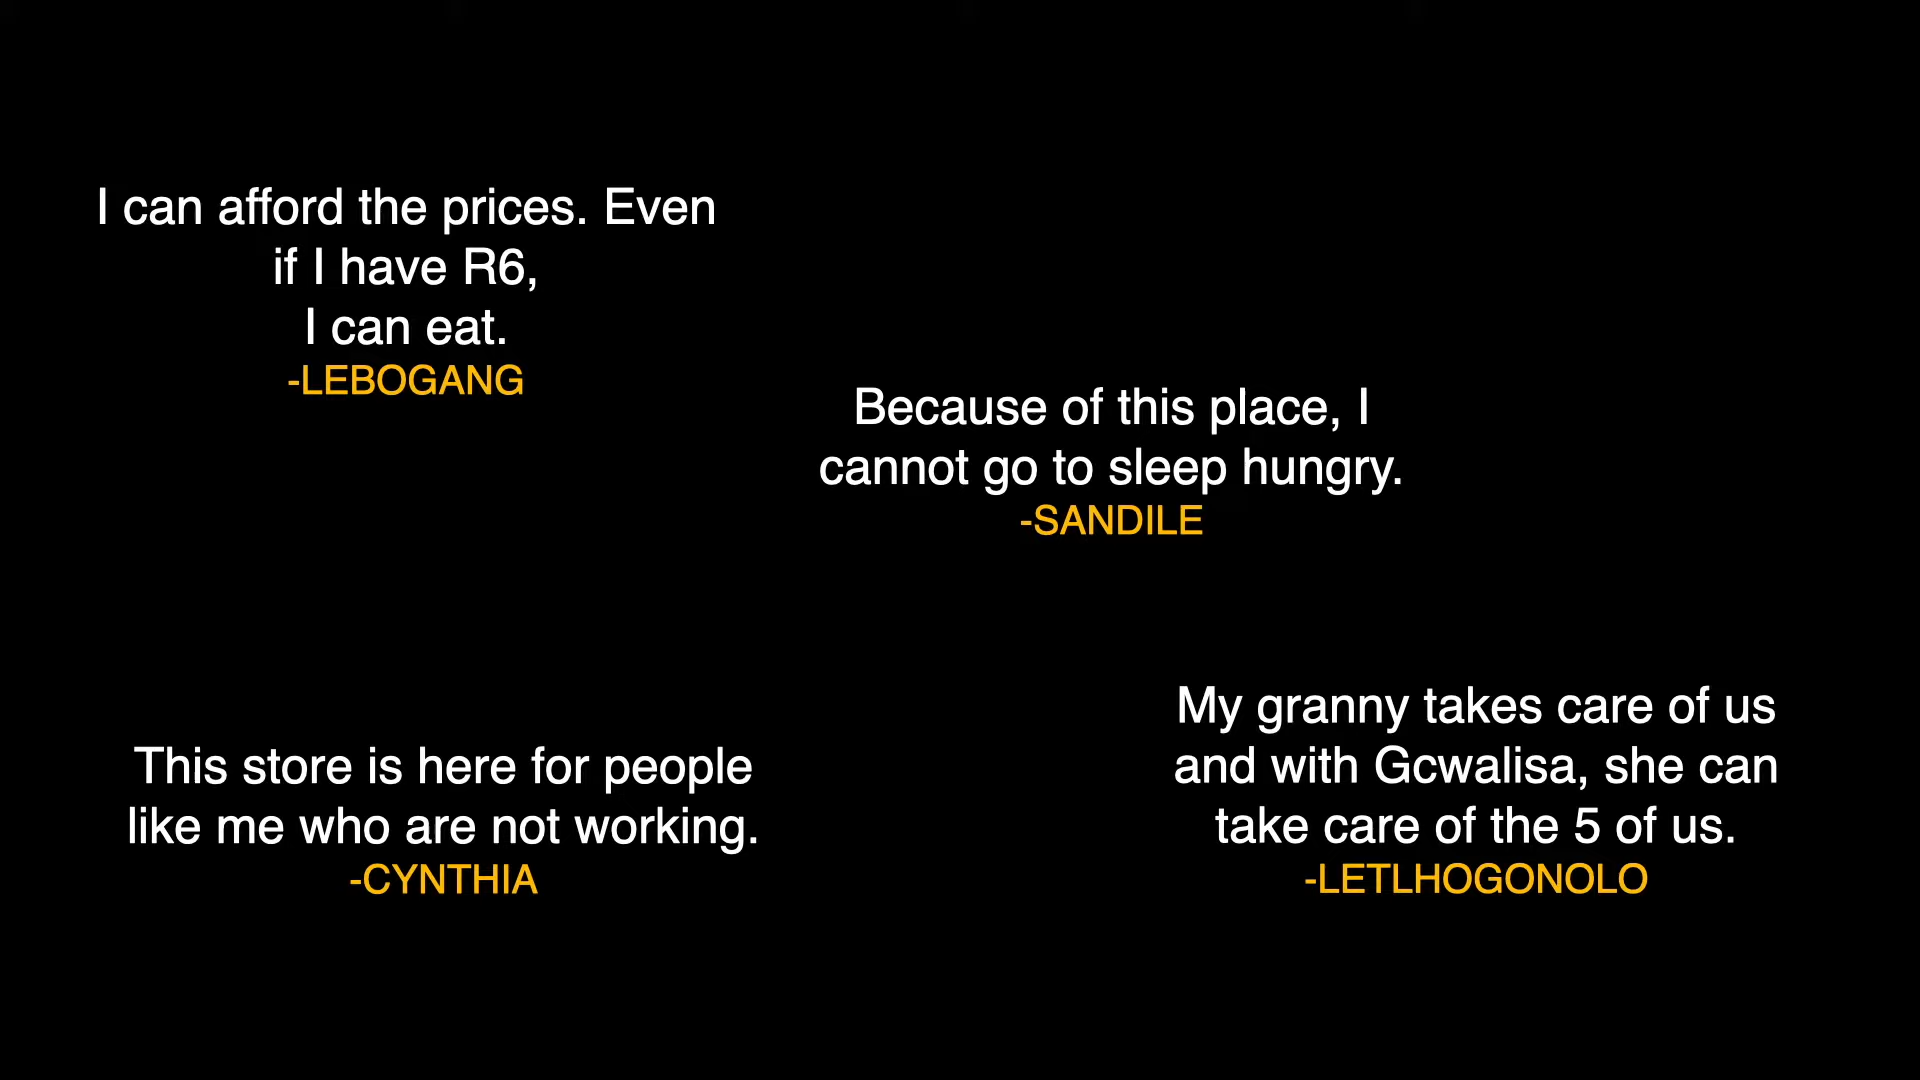 I can afford the prices. Even
if I have R6,
I can eat.
-LEBOGANG
Because of this place, I
cannot go to sleep hungry.
-SANDILE
This store is here for people
like me who are not working.
-CYNTHIA
My granny takes care of us
and with Gcwalisa, she can
take care of the 5 of us.
-LETLHOGONOLO